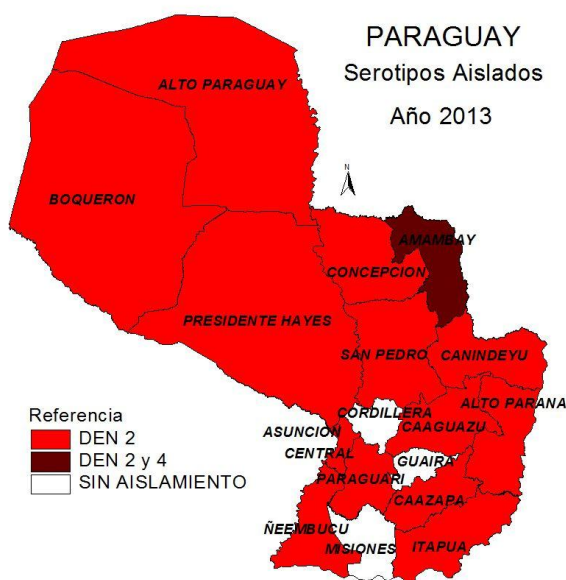 PARAGUAY
Serotipos Aislados
Año 2013
N
ALTO PARAGUAY
BOQUERON
AMAMBAY
CONCEPCION
PRESIDENTE HAYES
SAN PEDRO
CANINDEYU
ALTO PARANA
CORDILLERA
CAAGUAZU
ASUNCION
CENTRAL
GUAIRA
PARAGUARI
CAAZAPA
ÑEEMBUCU
MISIONES
ITAPUA
Referencia
DEN 2
DEN 2 y 4
SIN AISLAMIENTO